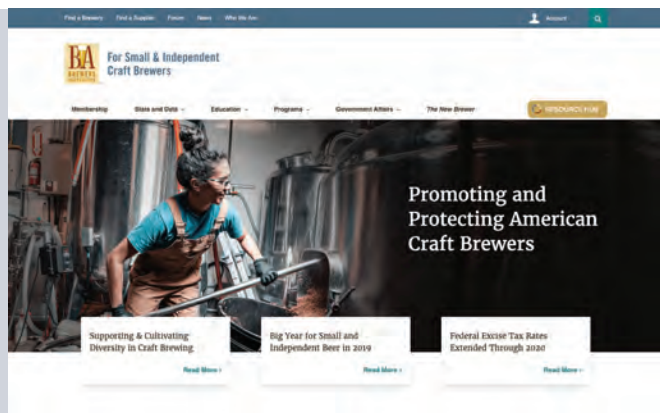 Find a Brewery Find a Supplier Forum News Who We Are Account
BA
BREWERS
ASSOCIATION
For Small & Independent
Craft Brewers
Membership Stats and Data Education Programs Government Affairs The New Brewer RESOURCE HUB
Promoting and
Protecting American
Craft Brewers
Supporting & Cultivating
Diversity in Craft Brewing
Read More ›
Big Year for Small and
Independent Beer in 2019
Read More ›
Federal Excise Tax Rates
Extended Through 2020
Read More ›